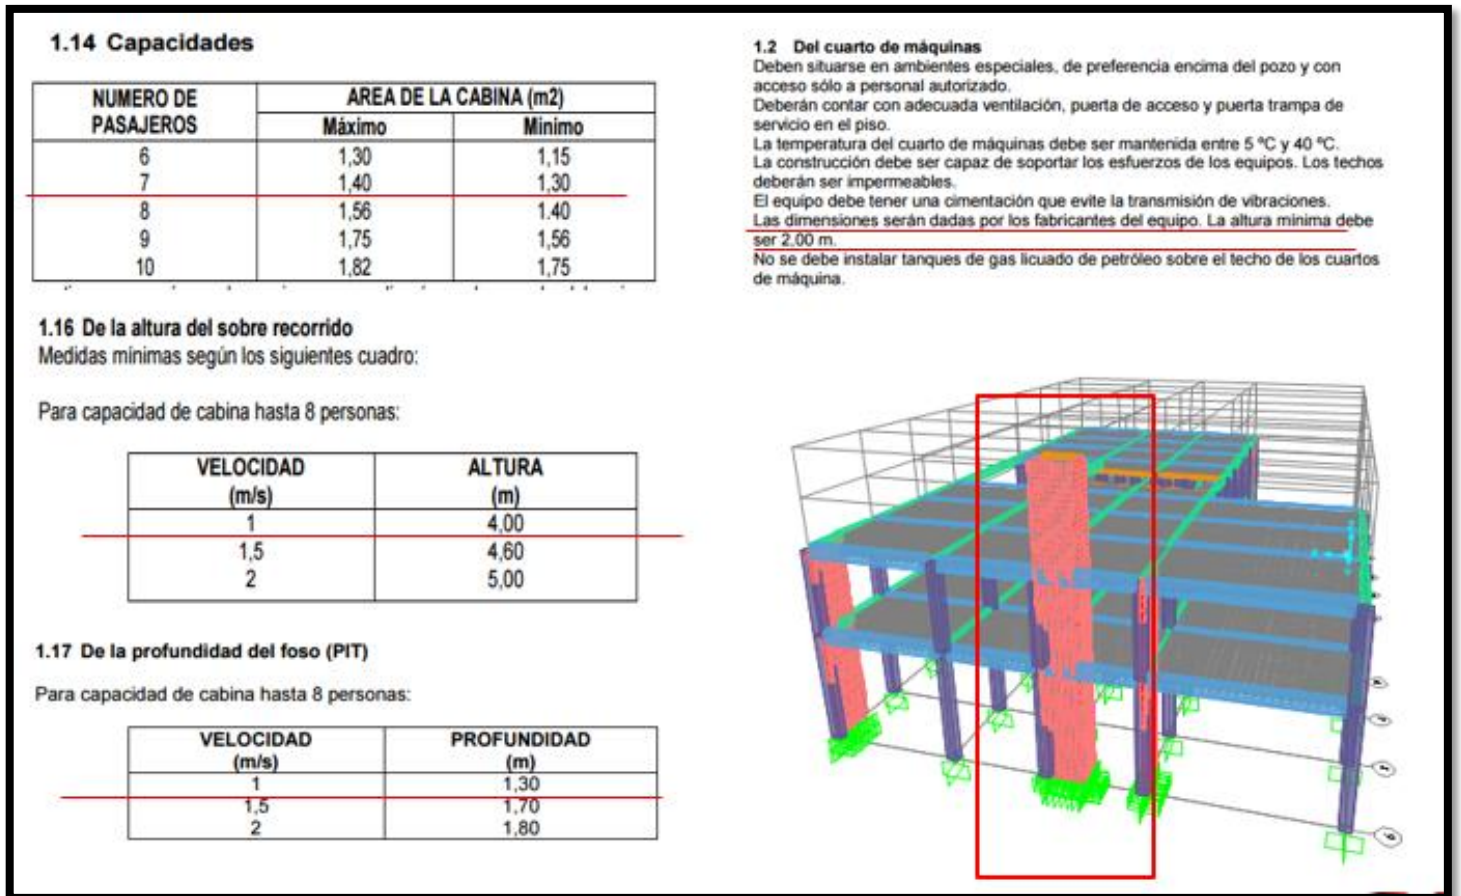 1.14 Capacidades
NUMERO DE PASAJEROS AREA DE LA CABINA (m2)
Máximo Minimo
6 1,30 1,15
7 1,40 1,30
8 1,56 1.40
9 1,75 1,56
10 1,82 1,75
1.16 De la altura del sobre recorrido
Medidas mínimas según los siguientes cuadro:
Para capacidad de cabina hasta 8 personas:
VELOCIDAD ALTURA
(m/s) (m)
1 4,00
1,5 4,60
2 5,00
1.17 De la profundidad del foso (PIT)
Para capacidad de cabina hasta 8 personas:
VELOCIDAD PROFUNDIDAD
(m/s) (m)
1 1,30
1,5 1,70
2 1,80
1.2 Del cuarto de máquinas
Deben situarse en ambientes especiales, de preferencia encima del pozo y con
acceso sólo a personal autorizado.
Deberán contar con adecuada ventilación, puerta de acceso y puerta trampa de
servicio en el piso.
La temperatura del cuarto de máquinas debe ser mantenida entre 5 ºC y 40 ºC.
La construcción debe ser capaz de soportar los esfuerzos de los equipos. Los techos
deberán ser impermeables.
El equipo debe tener una cimentación que evite la transmisión de vibraciones.
Las dimensiones serán dadas por los fabricantes del equipo. La altura mínima debe
ser 2,00 m.
No se debe instalar tanques de gas licuado de petróleo sobre el techo de los cuartos
de máquina.